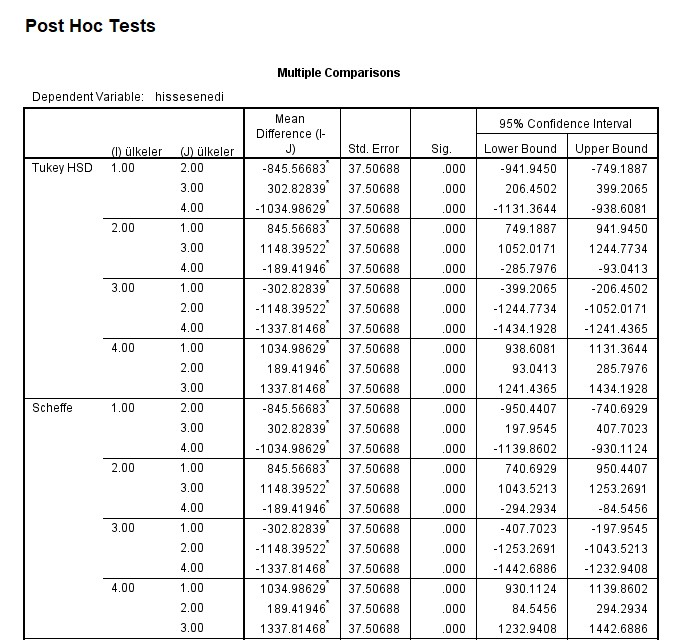 Post Hoc Tests
Multiple Comparisons
Dependent Variable: hissesenedi
(I) ülkeler (J) ülkeler Mean Difference (I-J) Std. Error Sig. 95% Confidence Interval
Lower Bound Upper Bound
Tukey HSD 1.00 2.00 -845.56683* 37.50688 .000 -941.9450 -749.1887
3.00 302.82839* 37.50688 .000 206.4502 399.2065
4.00 -1034.98629* 37.50688 .000 -1131.3644 -938.6081
2.00 1.00 845.56683* 37.50688 .000 749.1887 941.9450
3.00 1148.39522* 37.50688 .000 1052.0171 1244.7734
4.00 -189.41946* 37.50688 .000 -285.7976 -93.0413
3.00 1.00 -302.82839* 37.50688 .000 -399.2065 -206.4502
2.00 -1148.39522* 37.50688 .000 -1244.7734 -1052.0171
4.00 -1337.81468* 37.50688 .000 -1434.1928 -1241.4365
4.00 1.00 1034.98629* 37.50688 .000 938.6081 1131.3644
2.00 189.41946* 37.50688 .000 93.0413 285.7976
3.00 1337.81468* 37.50688 .000 1241.4365 1434.1928
Scheffe 1.00 2.00 -845.56683* 37.50688 .000 -950.4407 -740.6929
3.00 302.82839* 37.50688 .000 197.9545 407.7023
4.00 -1034.98629* 37.50688 .000 -1139.8602 -930.1124
2.00 1.00 845.56683* 37.50688 .000 740.6929 950.4407
3.00 1148.39522* 37.50688 .000 1043.5213 1253.2691
4.00 -189.41946* 37.50688 .000 -294.2934 -84.5456
3.00 1.00 -302.82839* 37.50688 .000 -407.7023 -197.9545
2.00 -1148.39522* 37.50688 .000 -1253.2691 -1043.5213
4.00 -1337.81468* 37.50688 .000 -1442.6886 -1232.9408
4.00 1.00 1034.98629* 37.50688 .000 930.1124 1139.8602
2.00 189.41946* 37.50688 .000 84.5456 294.2934
3.00 1337.81468* 37.50688 .000 1232.9408 1442.6886